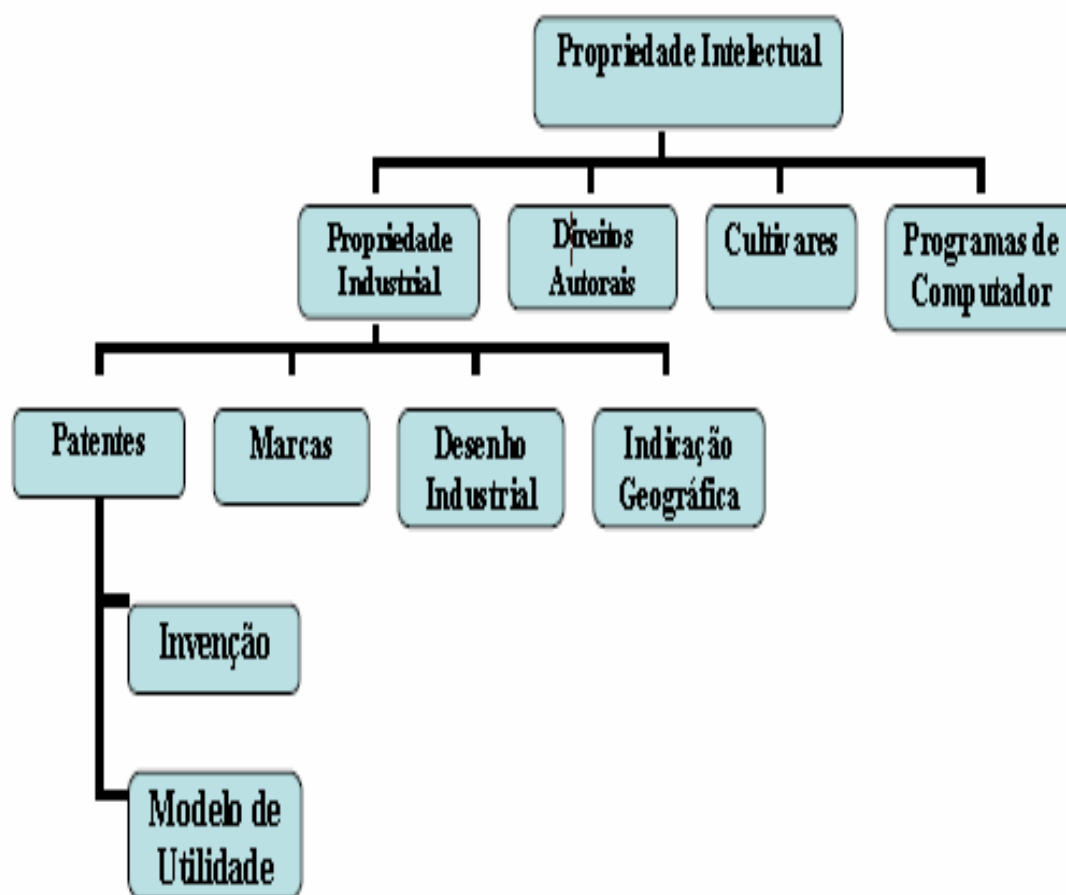 Propriedade Intelectual
Propriedade
Industrial
Direitos
Autorais
Cultivares
Programas de
Computador
Patentes
Marcas
Desenho
Industrial
Indicação
Geográfica
Invenção
Modelo de
Utilidade